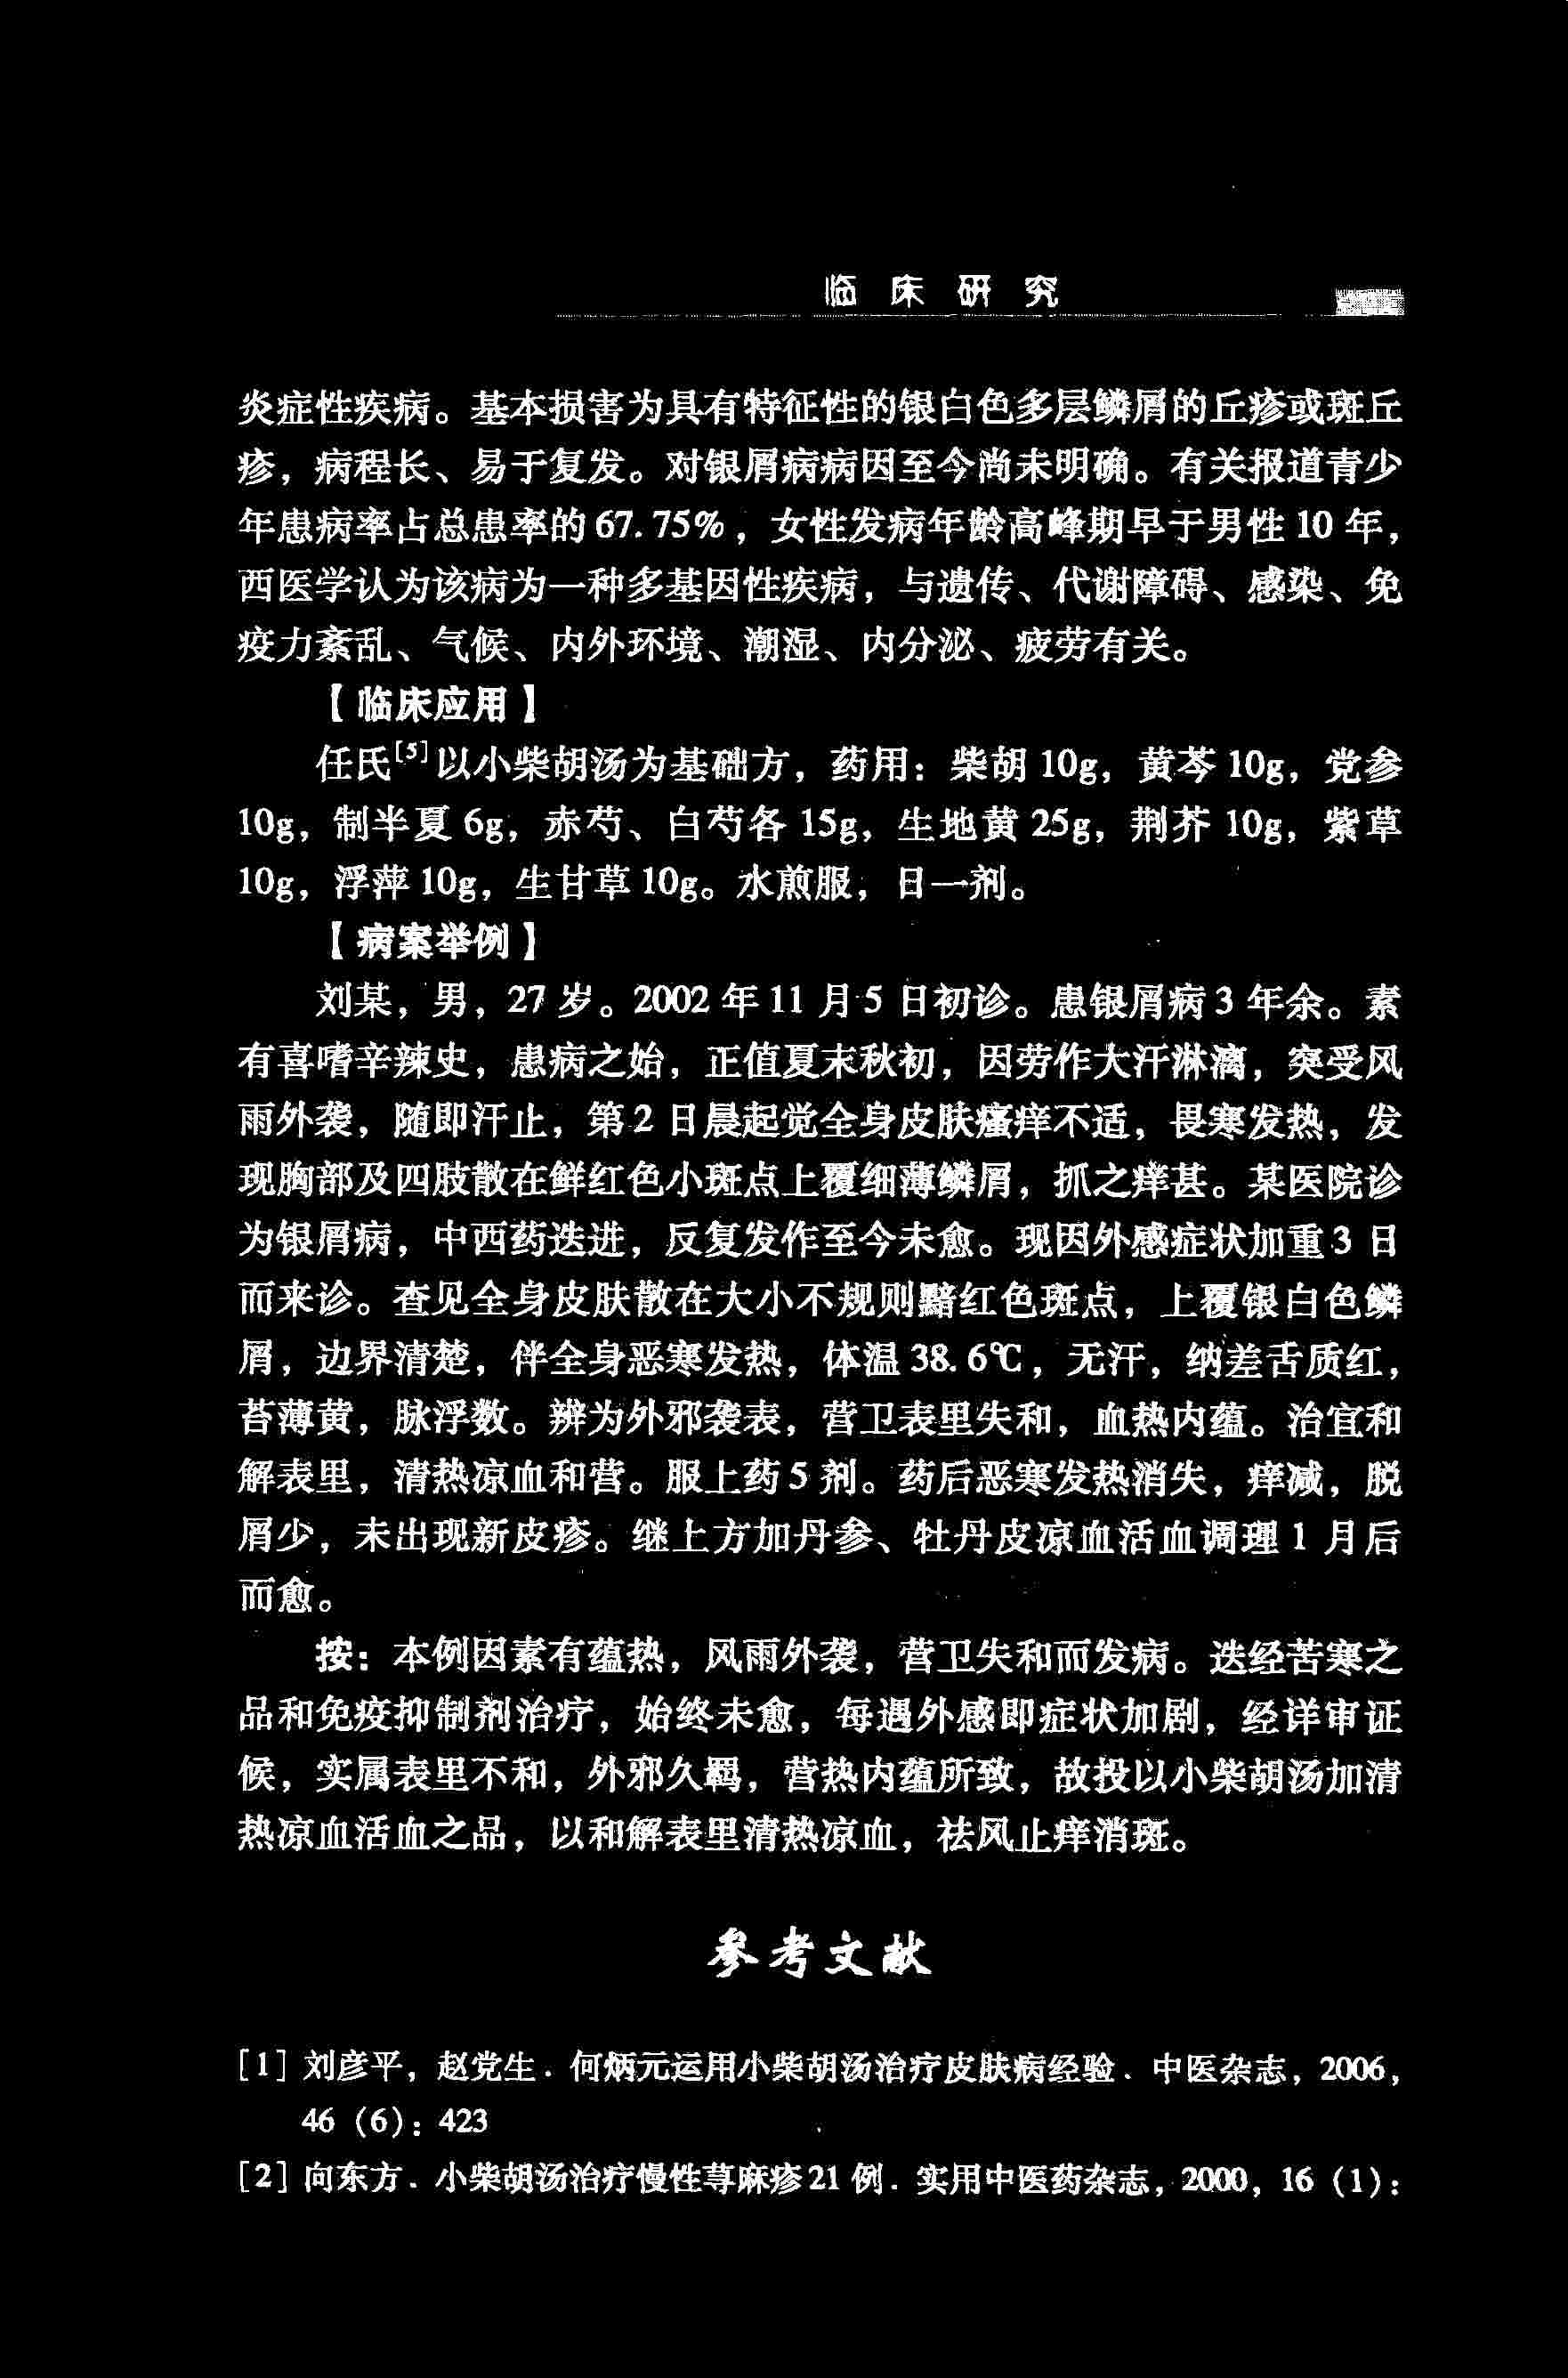 临床研究
炎症性疾病。基本损害为具有特征性的银白色多层鳞屑的丘疹或斑丘
疹，病程长、易于复发。对银屑病病因至今尚未明确。有关报道青少
年患病率占总患率的67.75%，女性发病年龄高峰期早于男性10年，
西医学认为该病为一种多基因性疾病，与遗传、代谢障碍、感染、免
疫力紊乱、气候、内外环境、潮湿、内分泌、疲劳有关。
【临床应用】
任氏[5]以小柴胡汤为基础方，药用：柴胡10g，黄芩10g，党参
10g，制半夏6g，赤芍、白芍各15g，生地黄25g，荆芥10g，紫草
10g，浮萍10g，生甘草10g。水煎服，日一剂。
【病案举例】
刘某，男，27岁。2002年11月5日初诊。患银屑病3年余。素
有喜嗜辛辣史，患病之始，正值夏末秋初，因劳作大汗淋漓，突受风
雨外袭，随即汗止，第2日晨起觉全身皮肤瘙痒不适，畏寒发热，发
现胸部及四肢散在鲜红色小斑点上覆细薄鳞屑，抓之痒甚。某医院诊
为银屑病，中西药迭进，反复发作至今未愈。现因外感症状加重3日
而来诊。查见全身皮肤散在大小不规则黯红色斑点，上覆银白色鳞
屑，边界清楚，伴全身恶寒发热，体温38.6℃，无汗，纳差舌质红，
苔薄黄，脉浮数。辨为外邪袭表，营卫表里失和，血热内蕴。治宜和
解表里，清热凉血和营。服上药5剂。药后恶寒发热消失，痒减，脱
屑少，未出现新皮疹。继上方加丹参、牡丹皮凉血活血调理1月后
而愈。
按：本例因素有蕴热，风雨外袭，营卫失和而发病。迭经苦寒之
品和免疫抑制剂治疗，始终未愈，每遇外感即症状加剧，经详审证
候，实属表里不和，外邪久羁，营热内蕴所致，故投以小柴胡汤加清
热凉血活血之品，以和解表里清热凉血，祛风止痒消斑。
参考文献
[1] 刘彦平，赵党生．何炳元运用小柴胡汤治疗皮肤病经验．中医杂志，2006，
46（6）：423
[2] 向东方．小柴胡汤治疗慢性荨麻疹21例．实用中医药杂志，2000，16（1）：